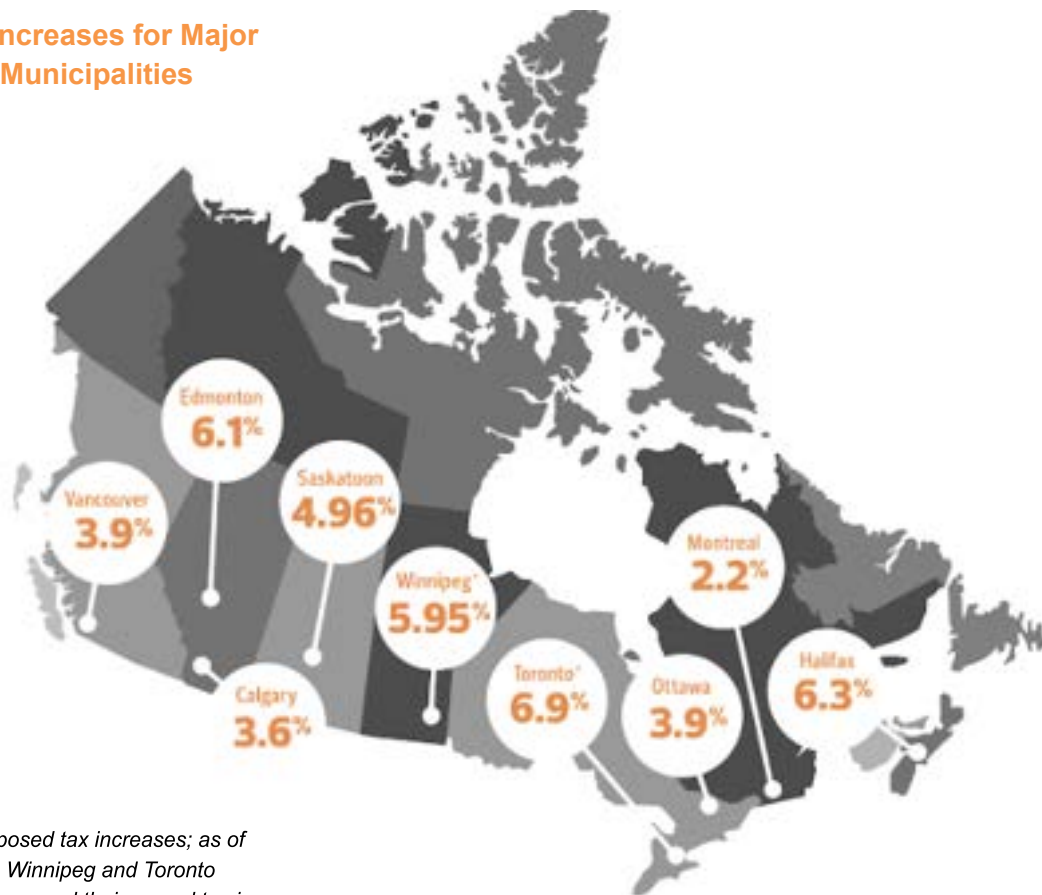 ncreases for Major
Municipalities
Edmonton
6.1%
Saskatoon
4.96%
Vancouver
3.9%
Winnipeg*
5.95%
Montreal
2.2%
Calgary
3.6%
Toronto*
6.9%
Ottawa
3.9%
Halifax
6.3%
posed tax increases; as of
Winnipeg and Toronto